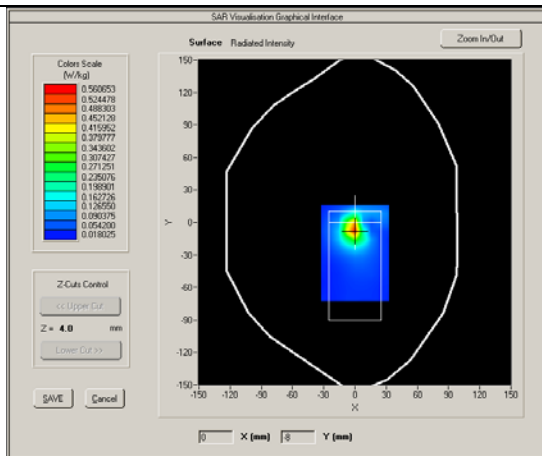 SAR Visualisation Graphical Interface
Surface Radiated Intensity
Zoom In/Out
Colors Scale
(W/kg)
0.560653
0.524478
0.488303
0.452128
0.415952
0.379777
0.343602
0.307427
0.271251
0.235076
0.198901
0.162726
0.126550
0.090375
0.054200
0.018025
150
120
90
60
30
0
-30
-60
-90
-120
-150
Y
-150 -120 -90 -60 -30 0 30 60 90 120 150
X
Z-Cuts Control
<< Upper Cut
Z = 4.0 mm
Lower Cut >>
SAVE Cancel
0 X (mm) -8 Y (mm)